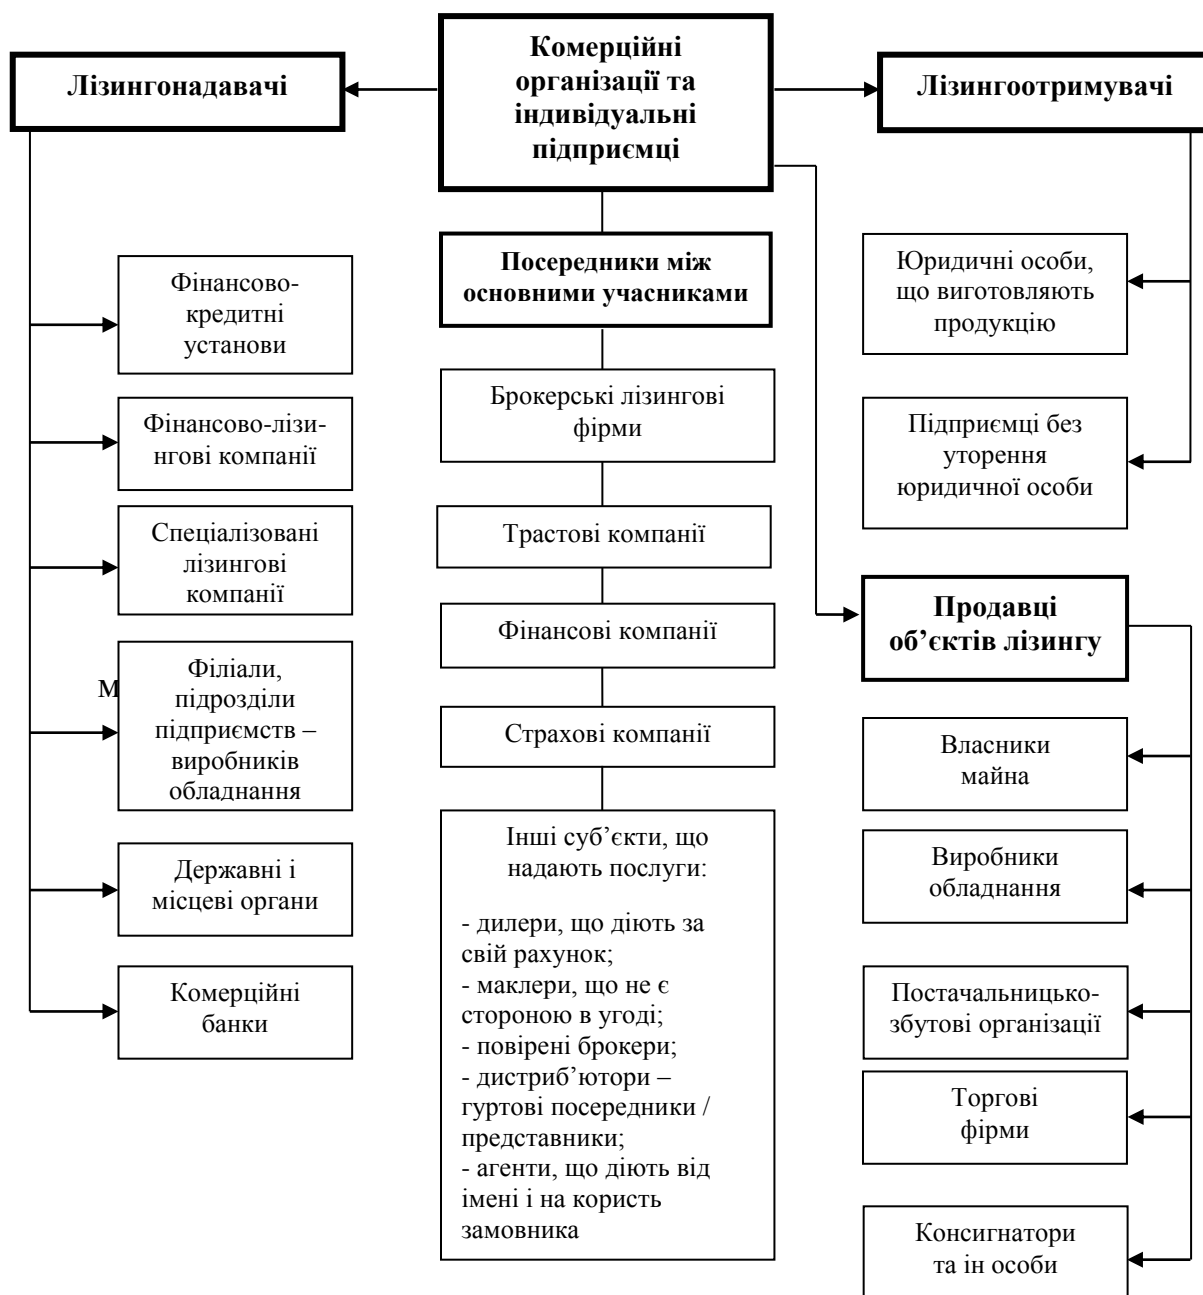 Комерційні
організації та
індивідуальні
підприємці
Лізингонадавачі
Лізингоотримувачі
Фінансово-
кредитні
установи
Фінансово-лізи-
нгові компанії
Спеціалізовані
лізингові
компанії
м
Філіали,
підрозділи
підприємств –
виробників
обладнання
Державні і
місцеві органи
Комерційні
банки
Посередники між
основними учасниками
Брокерські лізингові
фірми
Трастові компанії
Фінансові компанії
Страхові компанії
Інші суб’єкти, що
надають послуги:
- дилери, що діють за
свій рахунок;
- маклери, що не є
стороною в угоді;
- повірені брокери;
- дистриб’ютори –
гуртові посередники /
представники;
- агенти, що діють від
імені і на користь
замовника
Юридичні особи,
що виготовляють
продукцію
Підприємці без
уторення
юридичної особи
Продавці
об’єктів лізингу
Власники
майна
Виробники
обладнання
Постачальницько-
збутові організації
Торгові
фірми
Консигнатори
та ін особи